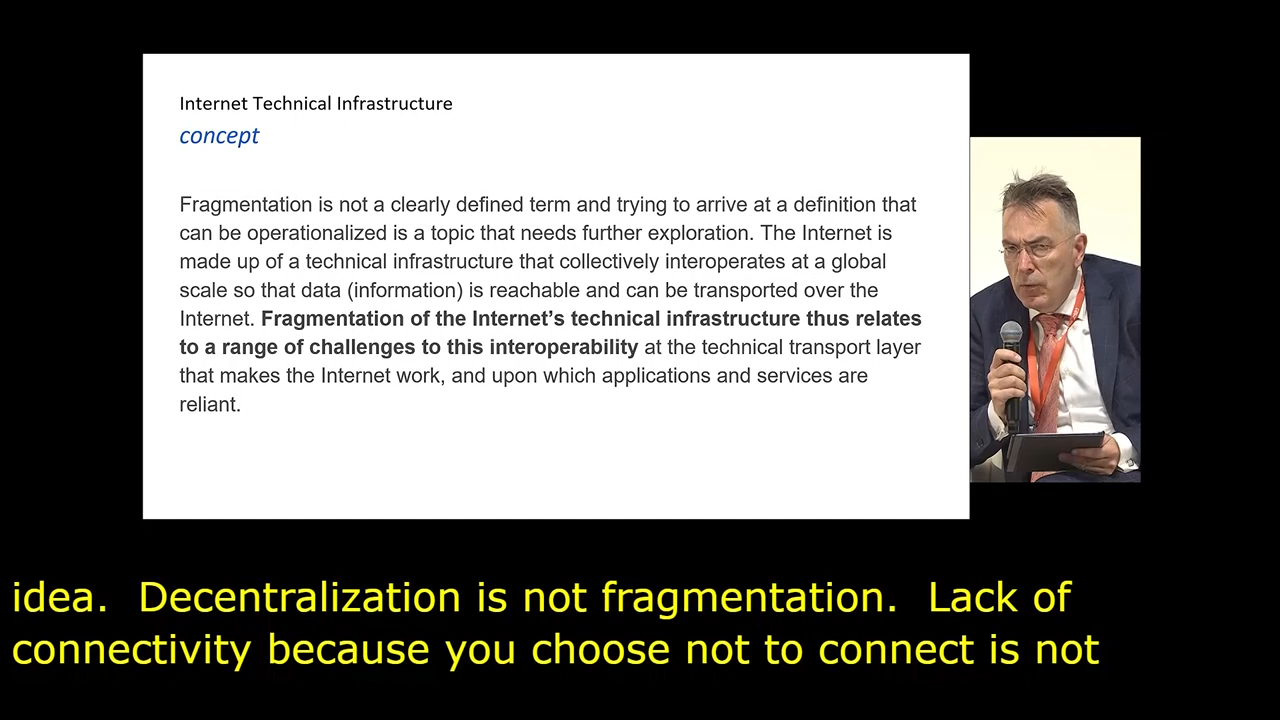 Internet Technical Infrastructure
concept
Fragmentation is not a clearly defined term and trying to arrive at a definition that
can be operationalized is a topic that needs further exploration. The Internet is
made up of a technical infrastructure that collectively interoperates at a global
scale so that data (information) is reachable and can be transported over the
Internet. Fragmentation of the Internet’s technical infrastructure thus relates
to a range of challenges to this interoperability at the technical transport layer
that makes the Internet work, and upon which applications and services are
reliant.
idea.  Decentralization is not fragmentation.  Lack of
connectivity because you choose not to connect is not